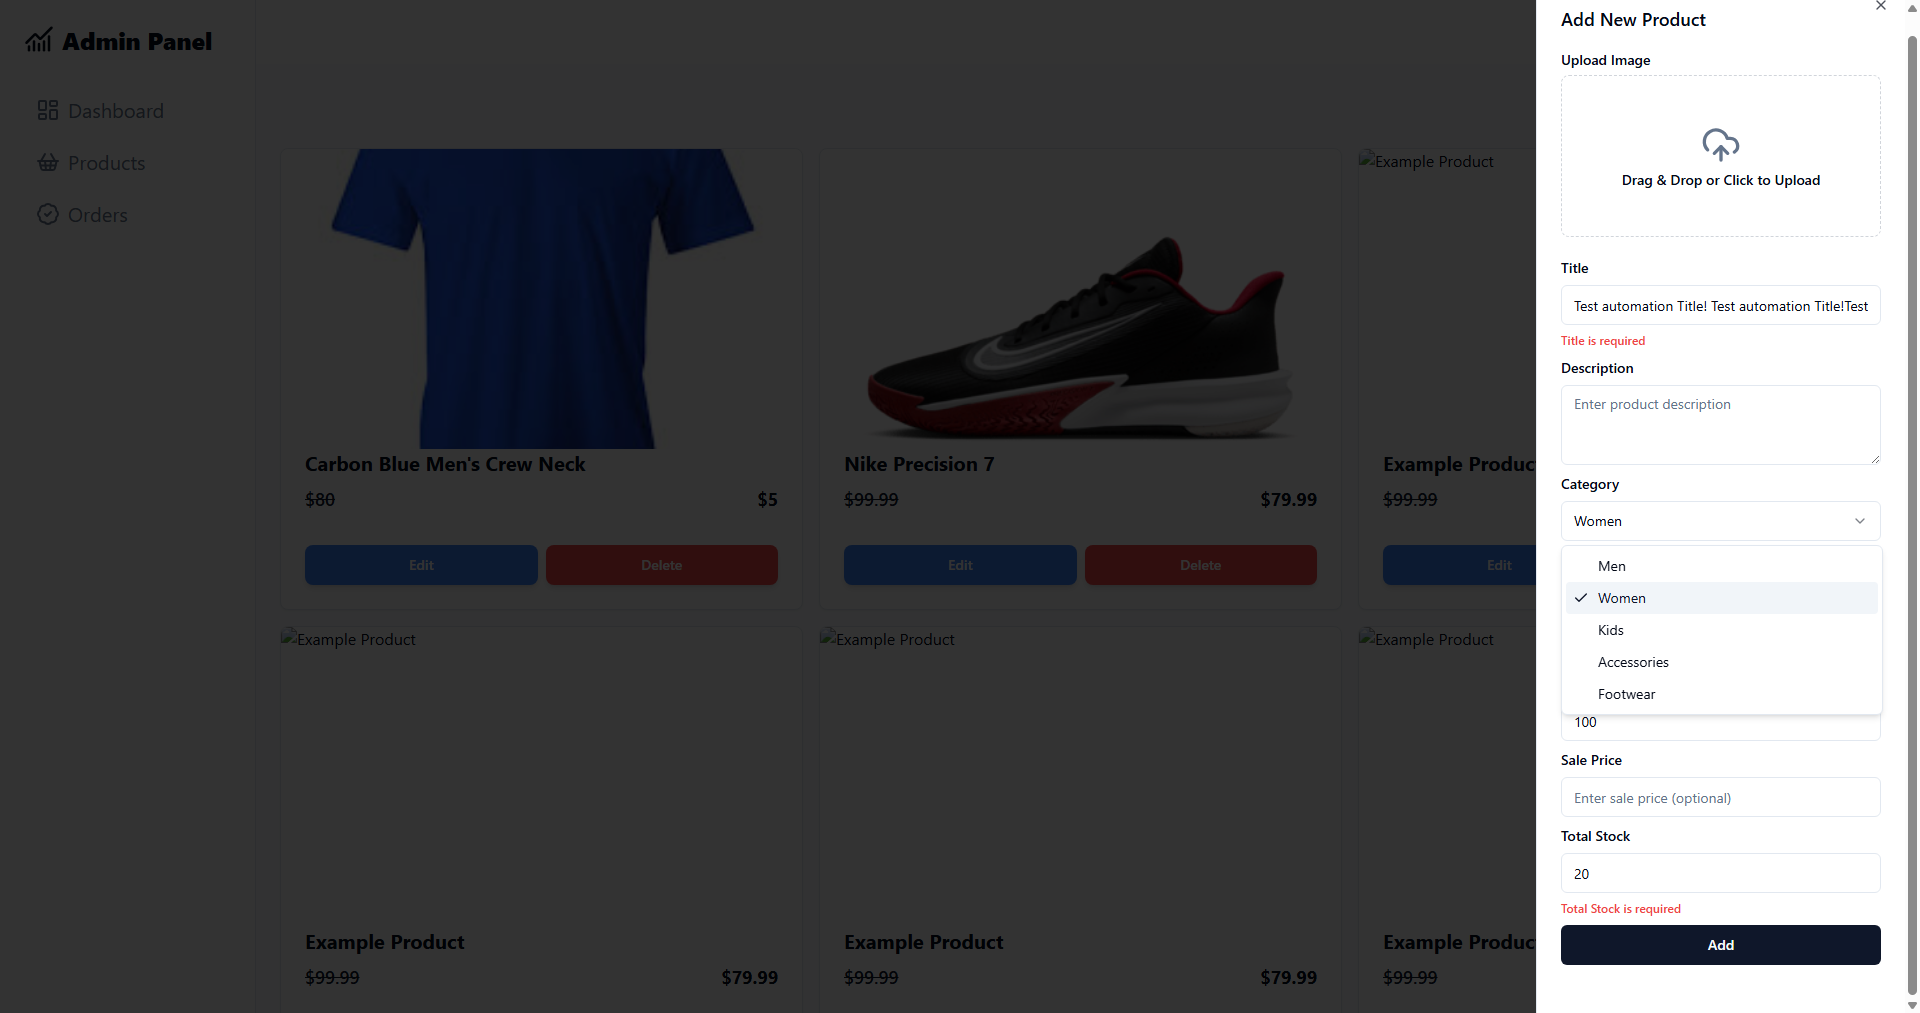 Admin Panel
Dashboard
Products
Orders
Carbon Blue Men's Crew Neck
$80
$5
Edit
Delete
Nike Precision 7
$99.99
$79.99
Edit
Delete
Example Product
Example Produc
$99.99
Edit
Example Product
Example Product
$99.99
$79.99
Example Product
Example Product
$99.99
$79.99
Example Product
Example Produc
$99.99
Add New Product
Upload Image
Drag & Drop or Click to Upload
Title
Test automation Title! Test automation Title!Test
Title is required
Description
Enter product description
Category
Women
Men
Women
Kids
Accessories
Footwear
100
Sale Price
Enter sale price (optional)
Total Stock
20
Total Stock is required
Add